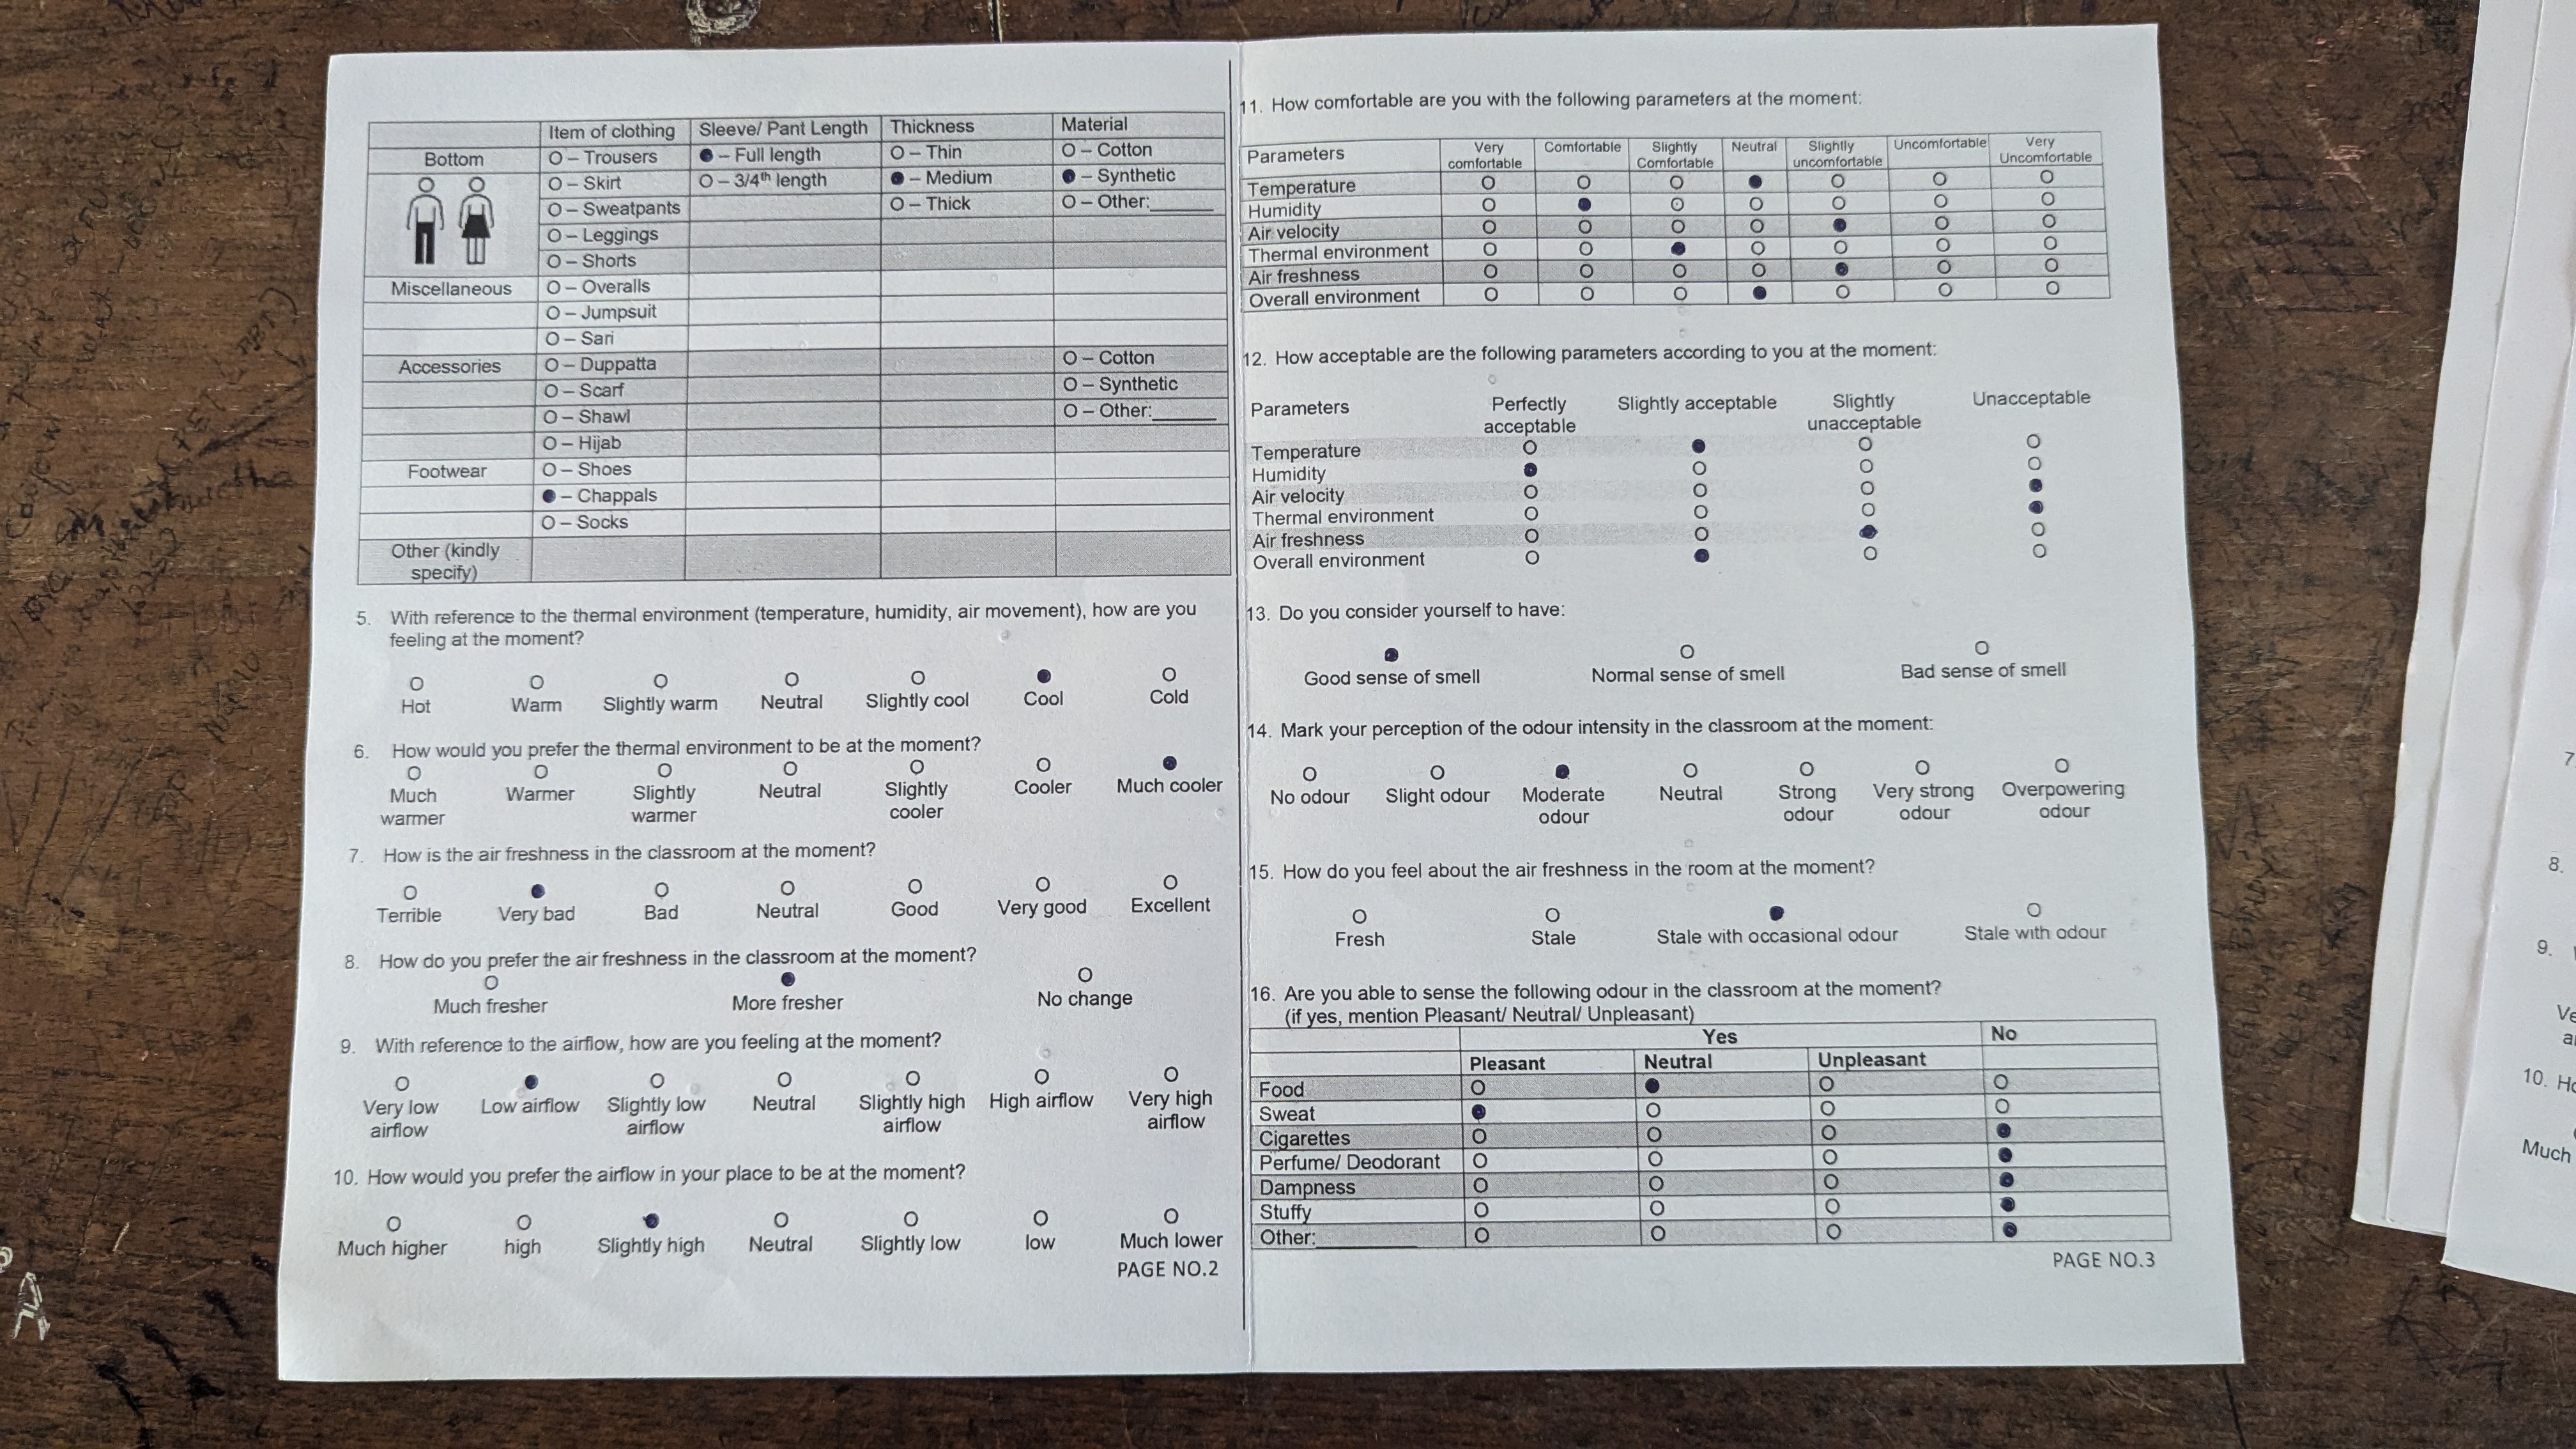 Item of clothing Sleeve/ Pant Length Thickness Material
Bottom O – Trousers ● – Full length O – Thin O – Cotton
O – Skirt O – 3/4th length ● – Medium ● – Synthetic
O – Sweatpants O – Thick O – Other:______
O – Leggings
O – Shorts
Miscellaneous O – Overalls
O – Jumpsuit
O – Sari
Accessories O – Duppatta O – Cotton
O – Scarf O – Synthetic
O – Shawl O – Other:______
O – Hijab
Footwear O – Shoes
● – Chappals
O – Socks
Other (kindly
specify)
5. With reference to the thermal environment (temperature, humidity, air movement), how are you
feeling at the moment?
O O O O O ● O
Hot Warm Slightly warm Neutral Slightly cool Cool Cold
6. How would you prefer the thermal environment to be at the moment?
O O O O O O ●
Much Warmer Slightly Neutral Slightly Cooler Much cooler
warmer warmer cooler
7. How is the air freshness in the classroom at the moment?
O ● O O O O O
Terrible Very bad Bad Neutral Good Very good Excellent
8. How do you prefer the air freshness in the classroom at the moment?
O ● O
Much fresher More fresher No change
9. With reference to the airflow, how are you feeling at the moment?
O ● O O O O O
Very low Low airflow Slightly low Neutral Slightly high High airflow Very high
airflow airflow airflow airflow
10. How would you prefer the airflow in your place to be at the moment?
O O ● O O O O
Much higher high Slightly high Neutral Slightly low low Much lower
PAGE NO.2
11. How comfortable are you with the following parameters at the moment:
Parameters Very Comfortable Slightly Neutral Slightly Uncomfortable Very
comfortable Comfortable uncomfortable Uncomfortable
Temperature O O O ● O O O
Humidity O ● O O O O O
Air velocity O O O O ● O O
Thermal environment O O ● O O O O
Air freshness O O O O ● O O
Overall environment O O O ● O O O
12. How acceptable are the following parameters according to you at the moment:
Parameters Perfectly Slightly acceptable Slightly Unacceptable
acceptable unacceptable
Temperature O ● O O
Humidity ● O O O
Air velocity O O O ●
Thermal environment O O O ●
Air freshness O O ● O
Overall environment O ● O O
13. Do you consider yourself to have:
● O O
Good sense of smell Normal sense of smell Bad sense of smell
14. Mark your perception of the odour intensity in the classroom at the moment:
O O ● O O O O
No odour Slight odour Moderate Neutral Strong Very strong Overpowering
odour odour odour odour
15. How do you feel about the air freshness in the room at the moment?
O O ● O
Fresh Stale Stale with occasional odour Stale with odour
16. Are you able to sense the following odour in the classroom at the moment?
(if yes, mention Pleasant/ Neutral/ Unpleasant)
Yes No
Pleasant Neutral Unpleasant
Food O ● O O
Sweat ● O O O
Cigarettes O O O ●
Perfume/ Deodorant O O O ●
Dampness O O O ●
Stuffy O O O ●
Other:__________ O O O ●
PAGE NO.3
7
8.
9.
10.
Much